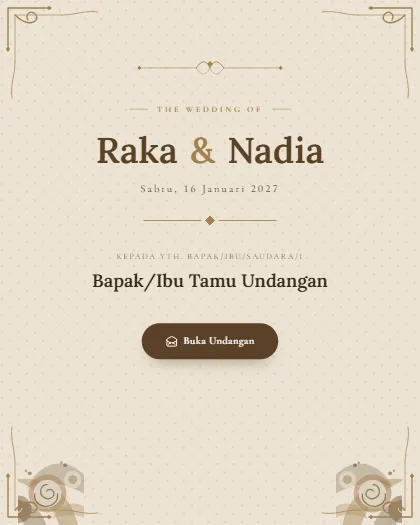 THE WEDDING OF
Raka & Nadia
Sabtu, 16 Januari 2027
KEPADA YTH. BAPAK/IBU/SAUDARA/I
Bapak/Ibu Tamu Undangan
Buka Undangan